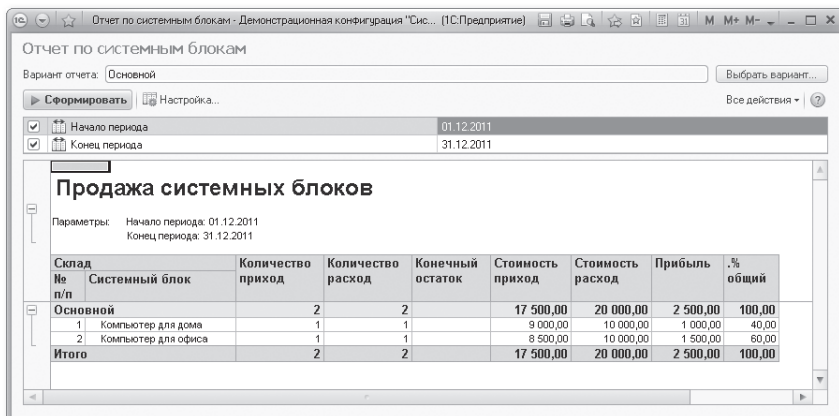 Отчет по системным блокам - Демонстрационная конфигурация "Сис... (1С:Предприятие) M M+ M-
Отчет по системным блокам
Вариант отчета: Основной Выбрать вариант...
Сформировать Настройка... Все действия
Начало периода 01.12.2011
Конец периода 31.12.2011
Продажа системных блоков
Параметры: Начало периода: 01.12.2011
Конец периода: 31.12.2011
Склад Количество приход Количество расход Конечный остаток Стоимость приход Стоимость расход Прибыль .% общий
№ п/п Системный блок
Основной 2 2 17 500,00 20 000,00 2 500,00 100,00
1 Компьютер для дома 1 1 9 000,00 10 000,00 1 000,00 40,00
2 Компьютер для офиса 1 1 8 500,00 10 000,00 1 500,00 60,00
Итого 2 2 17 500,00 20 000,00 2 500,00 100,00